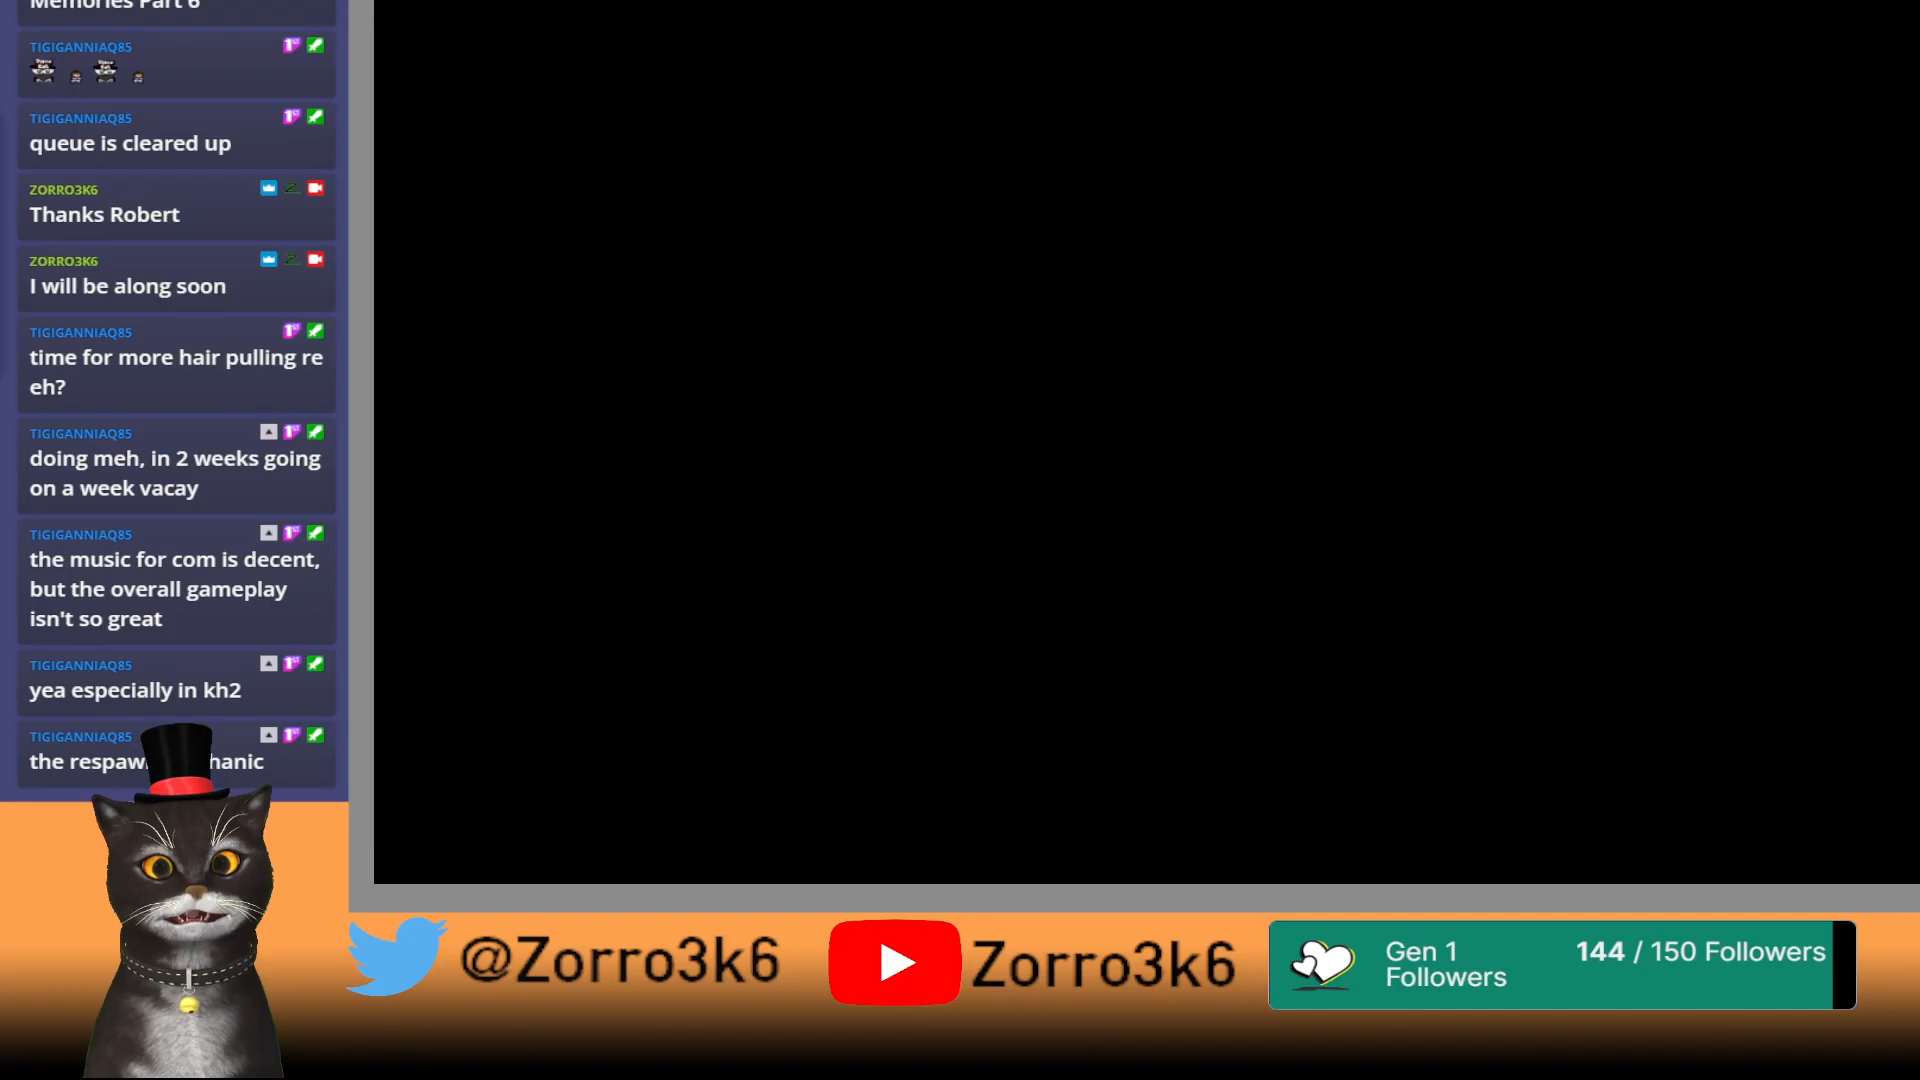 Memories Part 6
TIGIGANNIAQ85
TIGIGANNIAQ85
queue is cleared up
ZORRO3K6
Thanks Robert
ZORRO3K6
I will be along soon
TIGIGANNIAQ85
time for more hair pulling re
eh?
TIGIGANNIAQ85
doing meh, in 2 weeks going
on a week vacay
TIGIGANNIAQ85
the music for com is decent,
but the overall gameplay
isn't so great
TIGIGANNIAQ85
yea especially in kh2
TIGIGANNIAQ85
the
@Zorro3k6
Zorro3k6
Gen 1
Followers
144 / 150 Followers